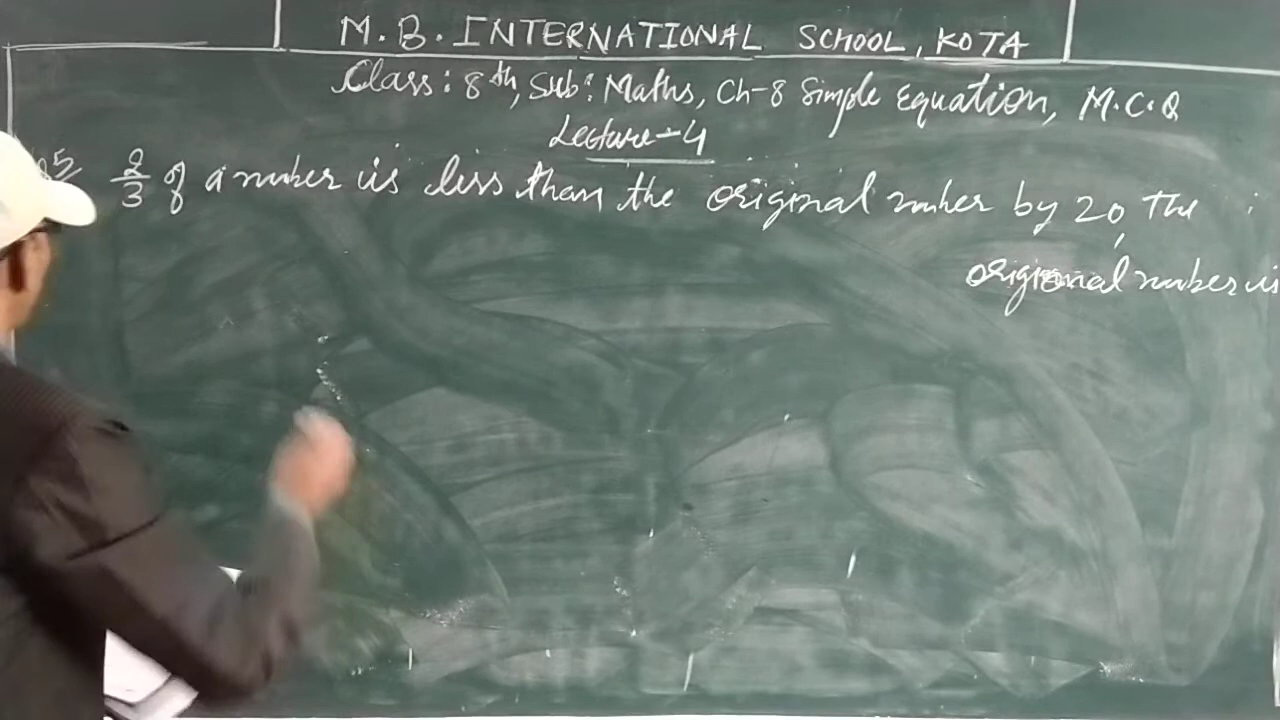 M.B. INTERNATIONAL SCHOOL, KOTA
Class: 8th, Sub: Maths, Ch-8 Simple Equation, M.C.Q
Lecture-4
2/3 of a number is less than the original number by 20, the
original number is